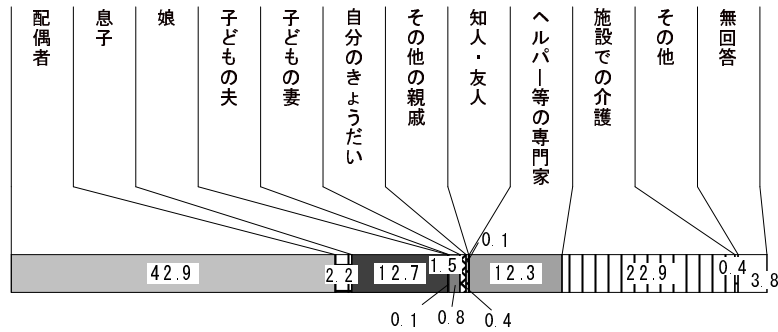 配偶者
息子
娘
子どもの夫
子どもの妻
自分のきょうだい
その他の親戚
知人・友人
ヘルパー等の専門家
施設での介護
その他
無回答
0.1
42.9
2.2
12.7
1.5
12.3
22.9
0.4
3.8
0.1
0.8
0.4